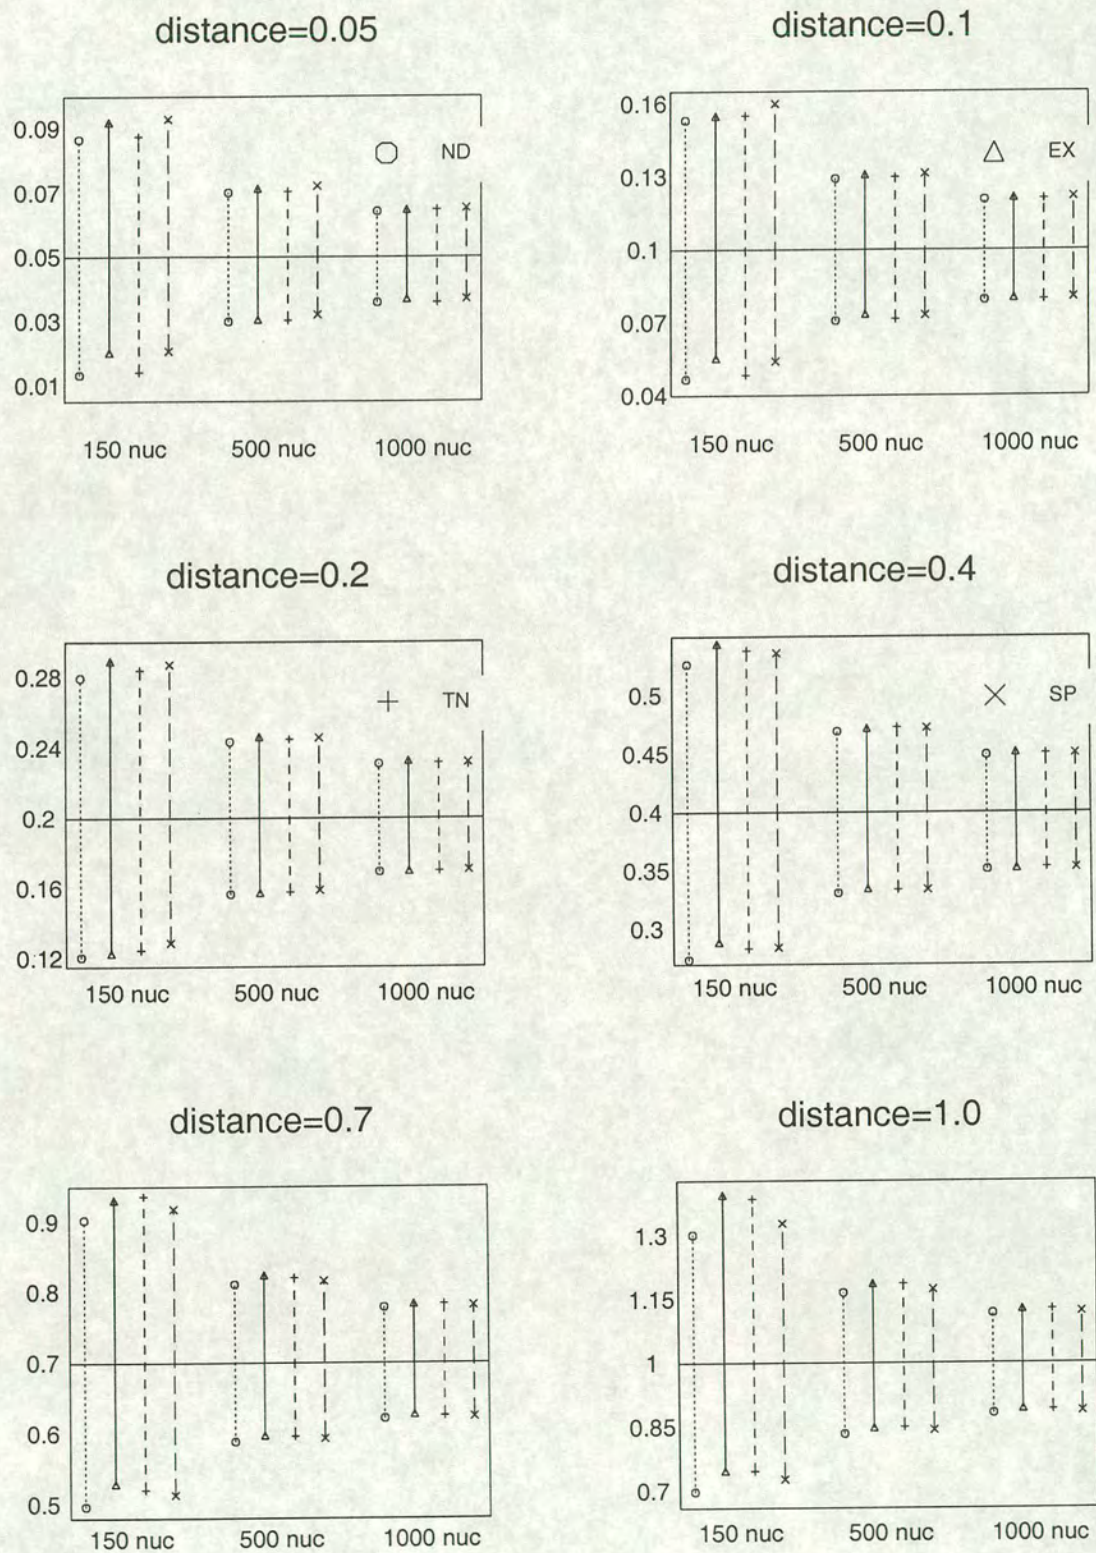 distance=0.05
0.09
0.07
0.05
0.03
0.01
ND
150 nuc
500 nuc
1000 nuc
distance=0.1
0.16
0.13
0.1
0.07
0.04
EX
150 nuc
500 nuc
1000 nuc
distance=0.2
0.28
0.24
0.2
0.16
0.12
TN
150 nuc
500 nuc
1000 nuc
distance=0.4
0.5
0.45
0.4
0.35
0.3
SP
150 nuc
500 nuc
1000 nuc
distance=0.7
0.9
0.8
0.7
0.6
0.5
150 nuc
500 nuc
1000 nuc
distance=1.0
1.3
1.15
1
0.85
0.7
150 nuc
500 nuc
1000 nuc